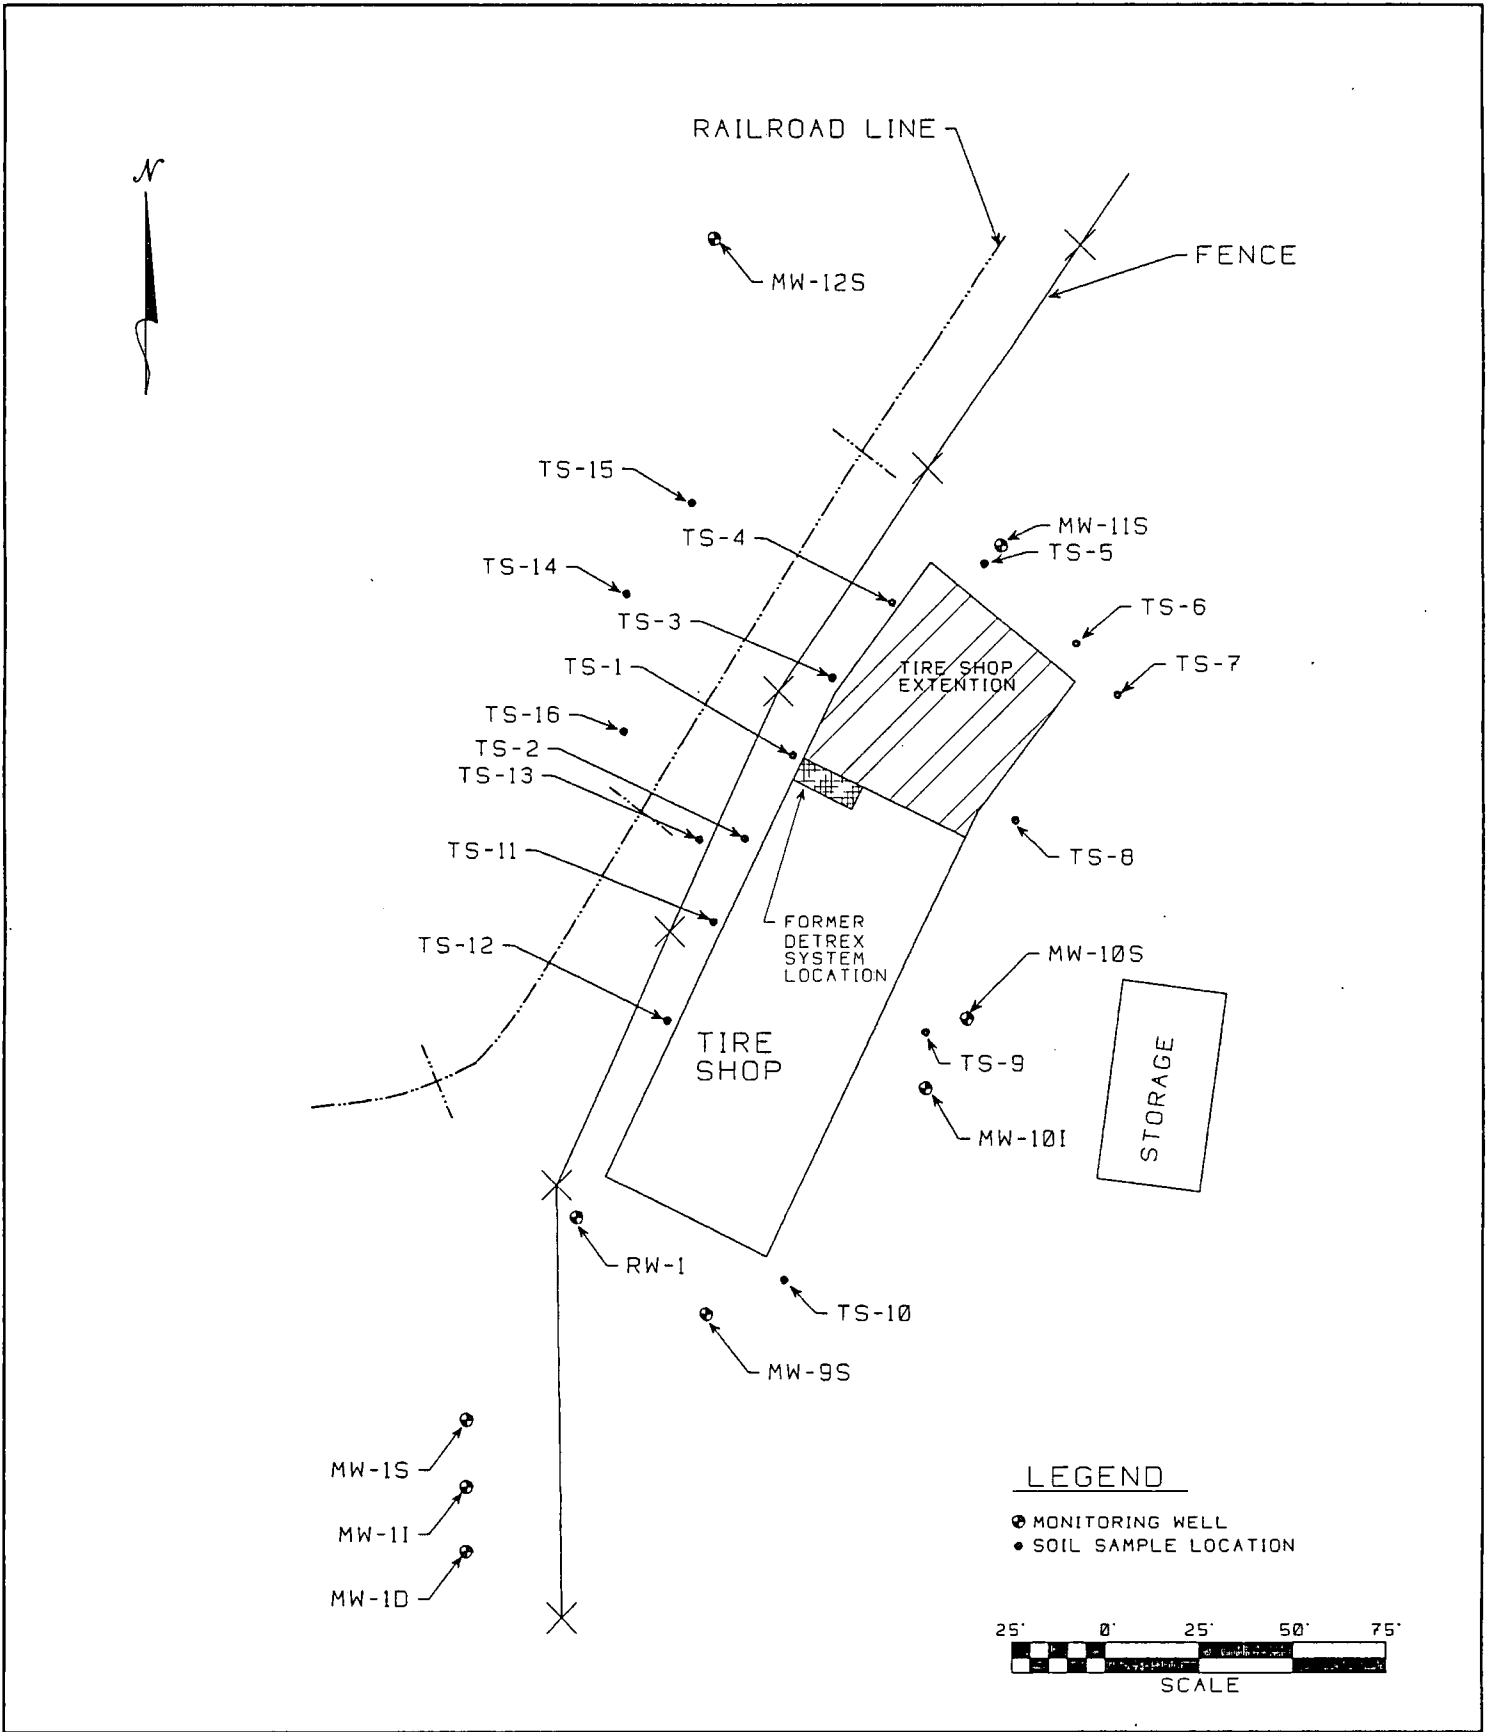 RAILROAD LINE
N
FENCE
MW-12S
TS-15
MW-11S
TS-4
TS-5
TS-14
TS-6
TS-3
TS-1
TIRE SHOP
EXTENTION
TS-7
TS-16
TS-2
TS-13
TS-11
TS-8
FORMER
DETREX
SYSTEM
LOCATION
TS-12
MW-10S
TIRE
SHOP
TS-9
STORAGE
MW-10I
RW-1
TS-10
MW-9S
MW-1S
MW-1I
MW-1D
LEGEND
MONITORING WELL
SOIL SAMPLE LOCATION
25' 0' 25' 50' 75'
SCALE